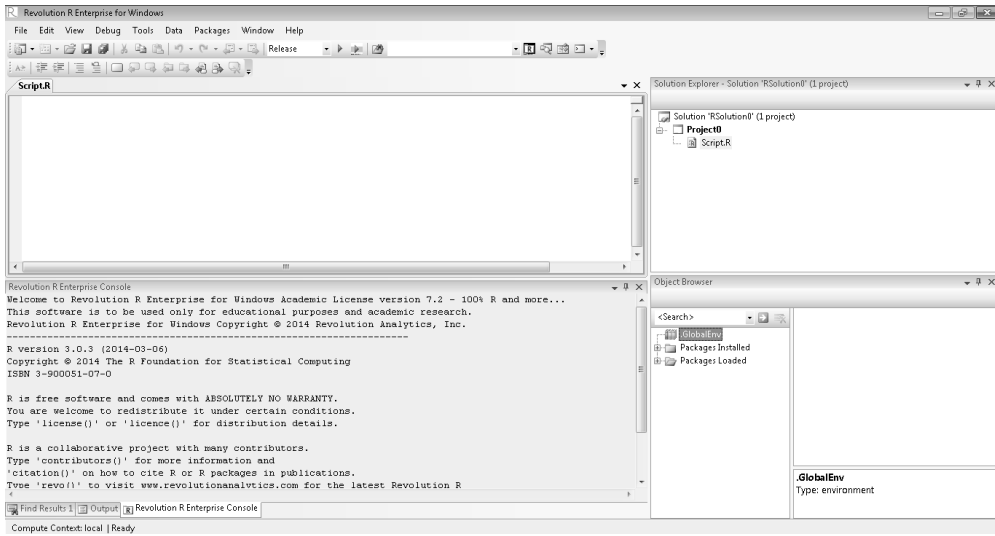 Revolution R Enterprise for Windows
File Edit View Debug Tools Data Packages Window Help
Release
Script.R
Solution Explorer - Solution 'RSolution0' (1 project)
Solution 'RSolution0' (1 project)
Project0
Script.R
Revolution R Enterprise Console
Welcome to Revolution R Enterprise for Windows Academic License version 7.2 - 100% R and more...
This software is to be used only for educational purposes and academic research.
Revolution R Enterprise for Windows Copyright © 2014 Revolution Analytics, Inc.
R version 3.0.3 (2014-03-06)
Copyright © 2014 The R Foundation for Statistical Computing
ISBN 3-900051-07-0
R is free software and comes with ABSOLUTELY NO WARRANTY.
You are welcome to redistribute it under certain conditions.
Type 'license()' or 'licence()' for distribution details.
R is a collaborative project with many contributors.
Type 'contributors()' for more information and
'citation()' on how to cite R or R packages in publications.
Type 'revo()' to visit www.revolutionanalytics.com for the latest Revolution R
Object Browser
<Search>
.GlobalEnv
Packages Installed
Packages Loaded
.GlobalEnv
Type: environment
Find Results 1 Output Revolution R Enterprise Console
Compute Context: local | Ready